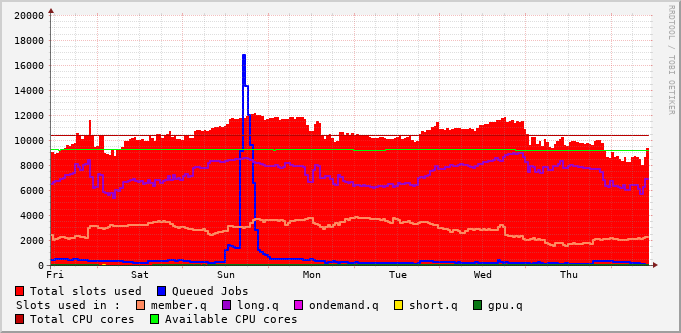 20000
18000
16000
14000
12000
10000
8000
6000
4000
2000
0
Fri Sat Sun Mon Tue Wed Thu
Total slots used Queued Jobs
Slots used in : member.q long.q ondemand.q short.q gpu.q
Total CPU cores Available CPU cores
RRDTOOL / TOBI OETIKER